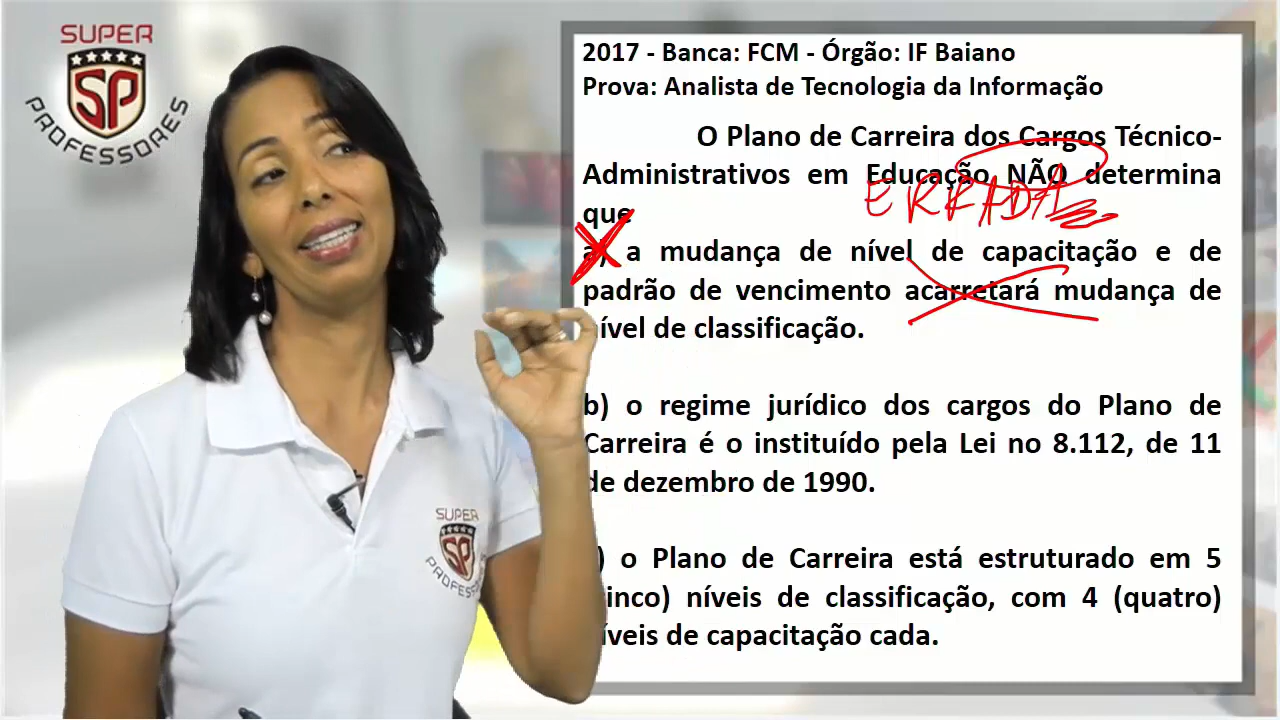 SUPER
SP
PROFESSORES
2017 - Banca: FCM - Órgão: IF Baiano
Prova: Analista de Tecnologia da Informação
O Plano de Carreira dos Cargos Técnico-
Administrativos em Educação NÃO determina
que
ERRADA
a) a mudança de nível de capacitação e de
padrão de vencimento acarretará mudança de
nível de classificação.
b) o regime jurídico dos cargos do Plano de
Carreira é o instituído pela Lei no 8.112, de 11
de dezembro de 1990.
) o Plano de Carreira está estruturado em 5
cinco) níveis de classificação, com 4 (quatro)
níveis de capacitação cada.
SUPER
SP
PROFESSORES